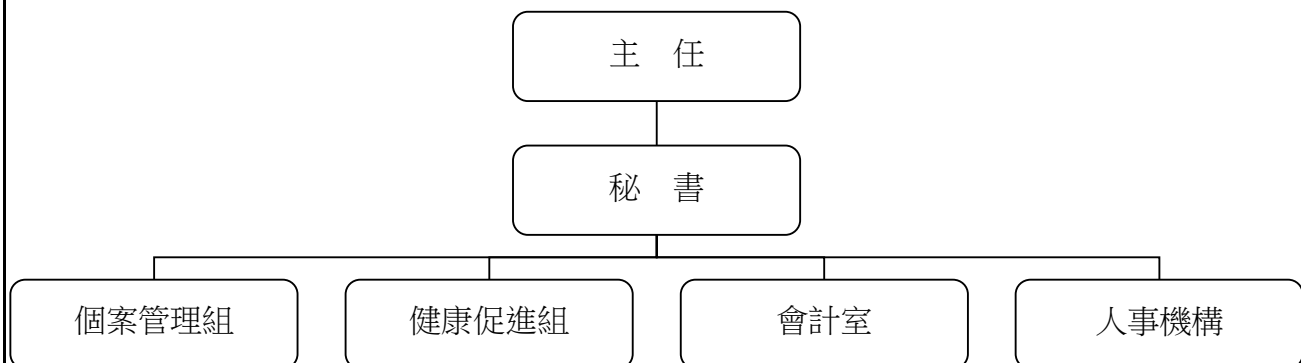 主　任
秘　書
個案管理組
健康促進組
會計室
人事機構